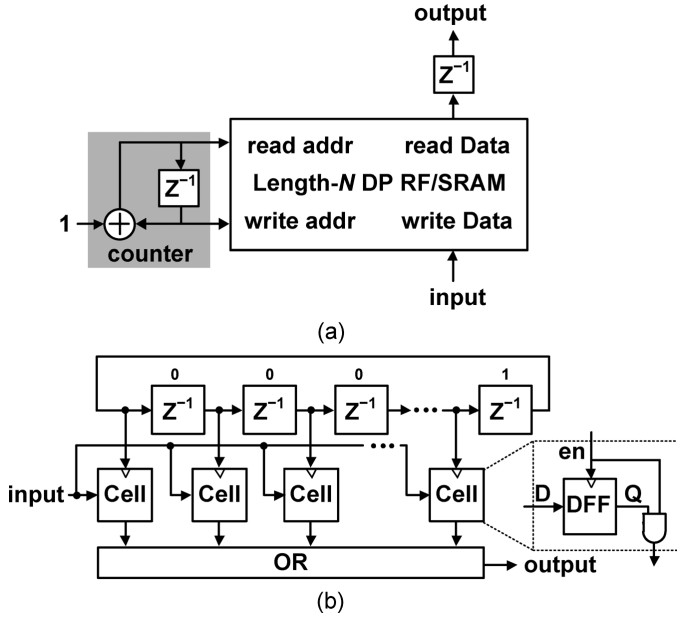 output
Z⁻¹
read addr read Data
Z⁻¹
Length-N DP RF/SRAM
1 + write addr write Data
counter
input
(a)
0 0 0 1
Z⁻¹ Z⁻¹ Z⁻¹ ••• Z⁻¹
•••
en
input Cell Cell Cell Cell D DFF Q
OR output
(b)